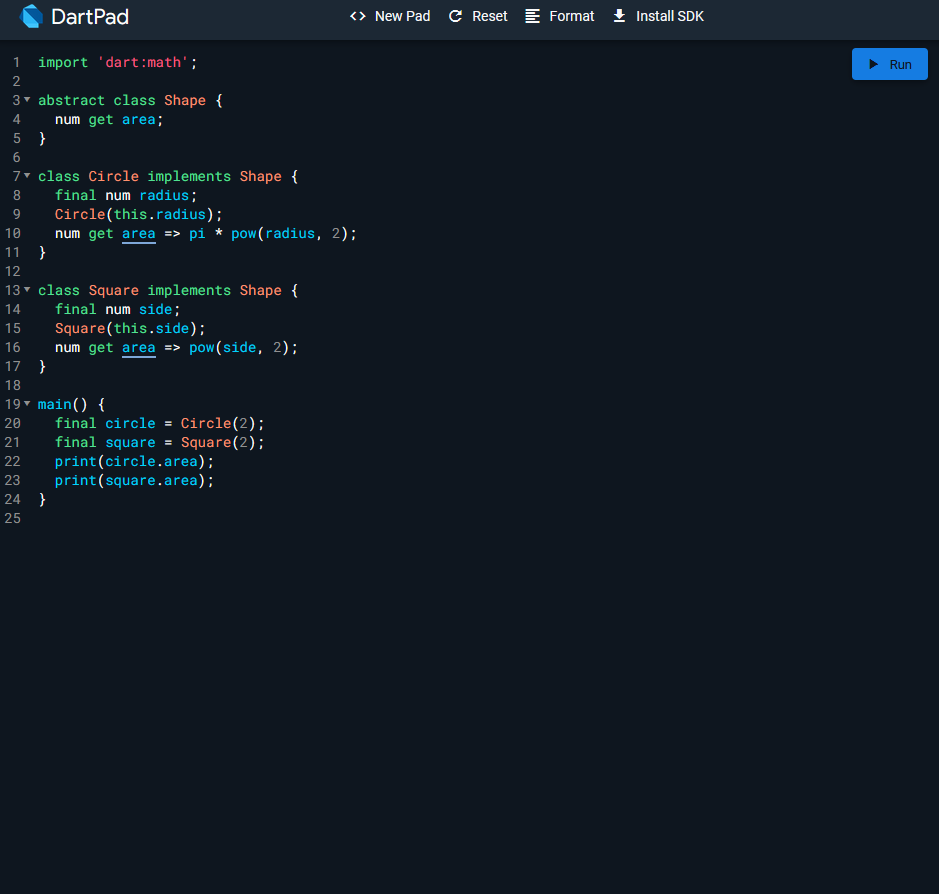 DartPad
New Pad Reset Format Install SDK
Run
1 import 'dart:math';
2
3 abstract class Shape {
4   num get area;
5 }
6
7 class Circle implements Shape {
8   final num radius;
9   Circle(this.radius);
10   num get area => pi * pow(radius, 2);
11 }
12
13 class Square implements Shape {
14   final num side;
15   Square(this.side);
16   num get area => pow(side, 2);
17 }
18
19 main() {
20   final circle = Circle(2);
21   final square = Square(2);
22   print(circle.area);
23   print(square.area);
24 }
25